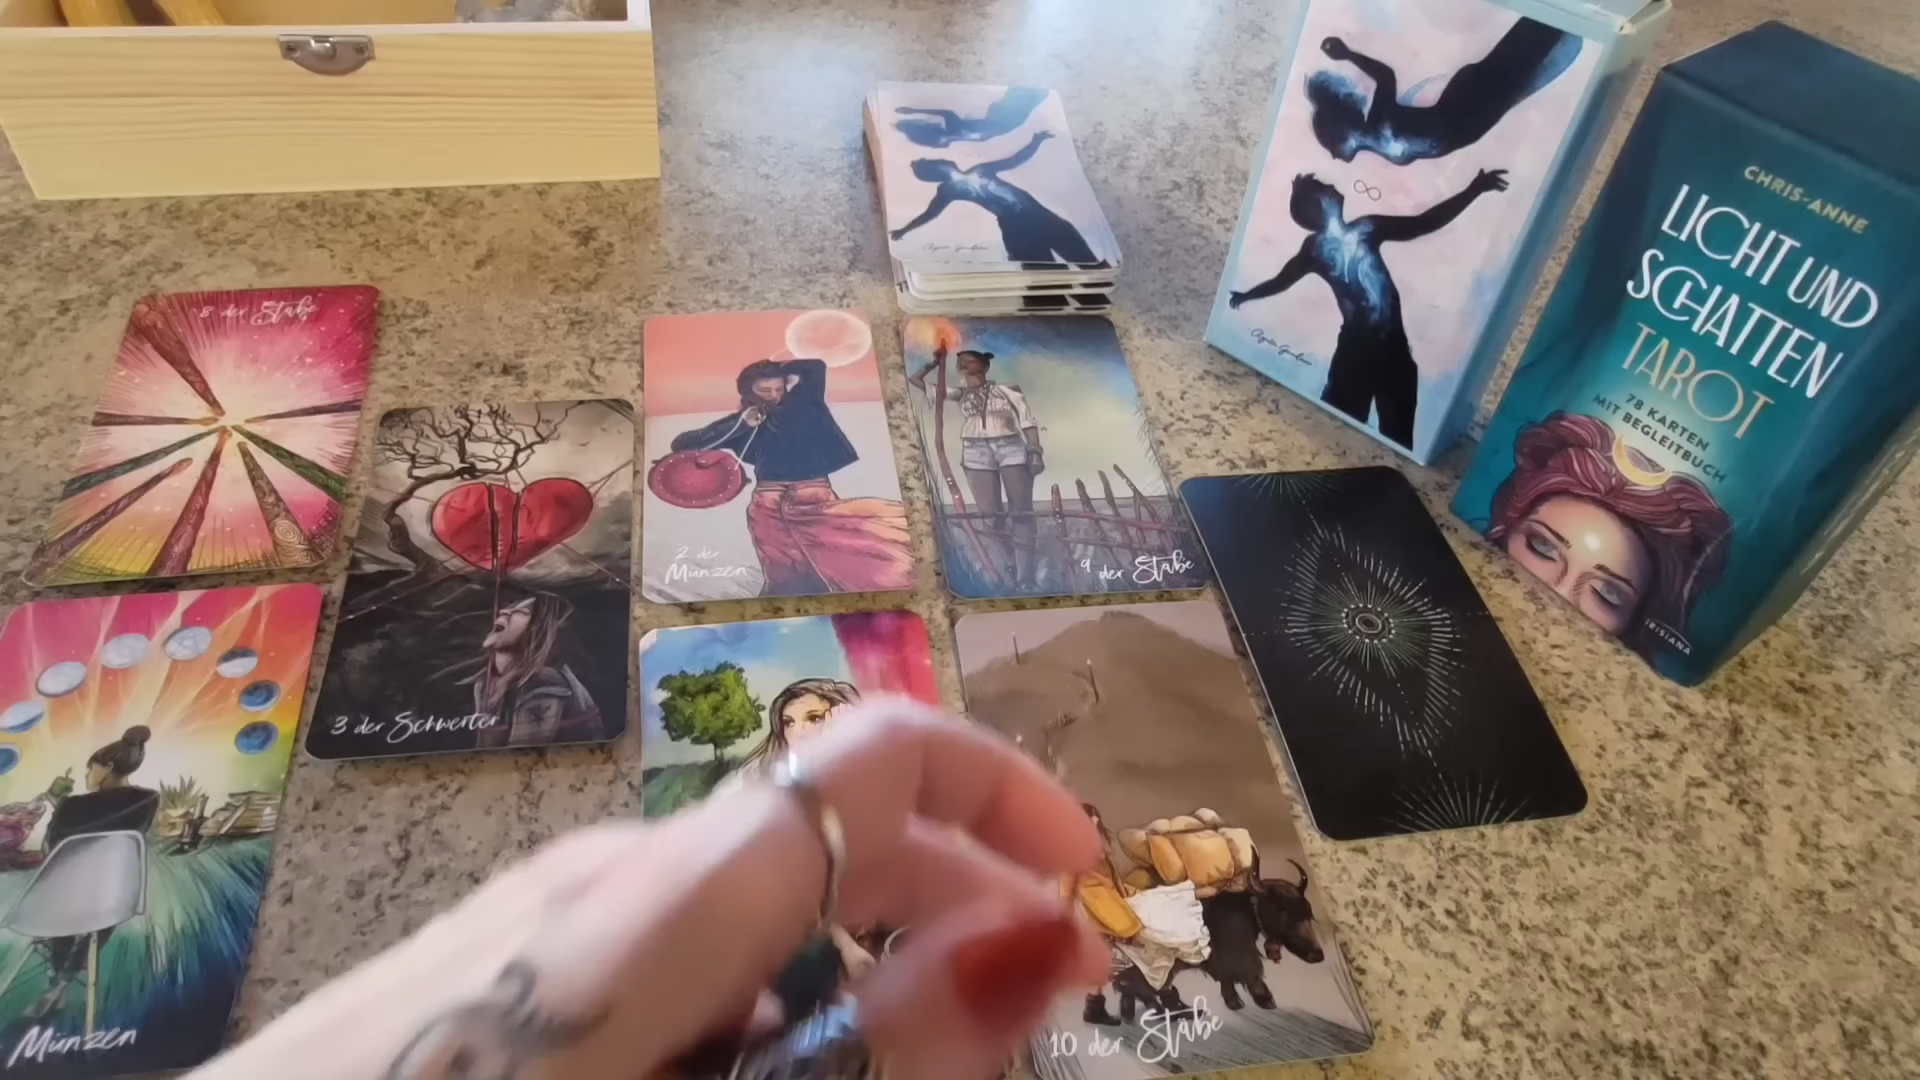 CHRIS-ANNE
LICHT UND
SCHATTEN
TAROT
78 KARTEN
MIT BEGLEITBUCH
IRISIANA
8 der Stäbe
3 der Schwerter
2 der
Münzen
9 der Stäbe
Münzen
10 der Stäbe